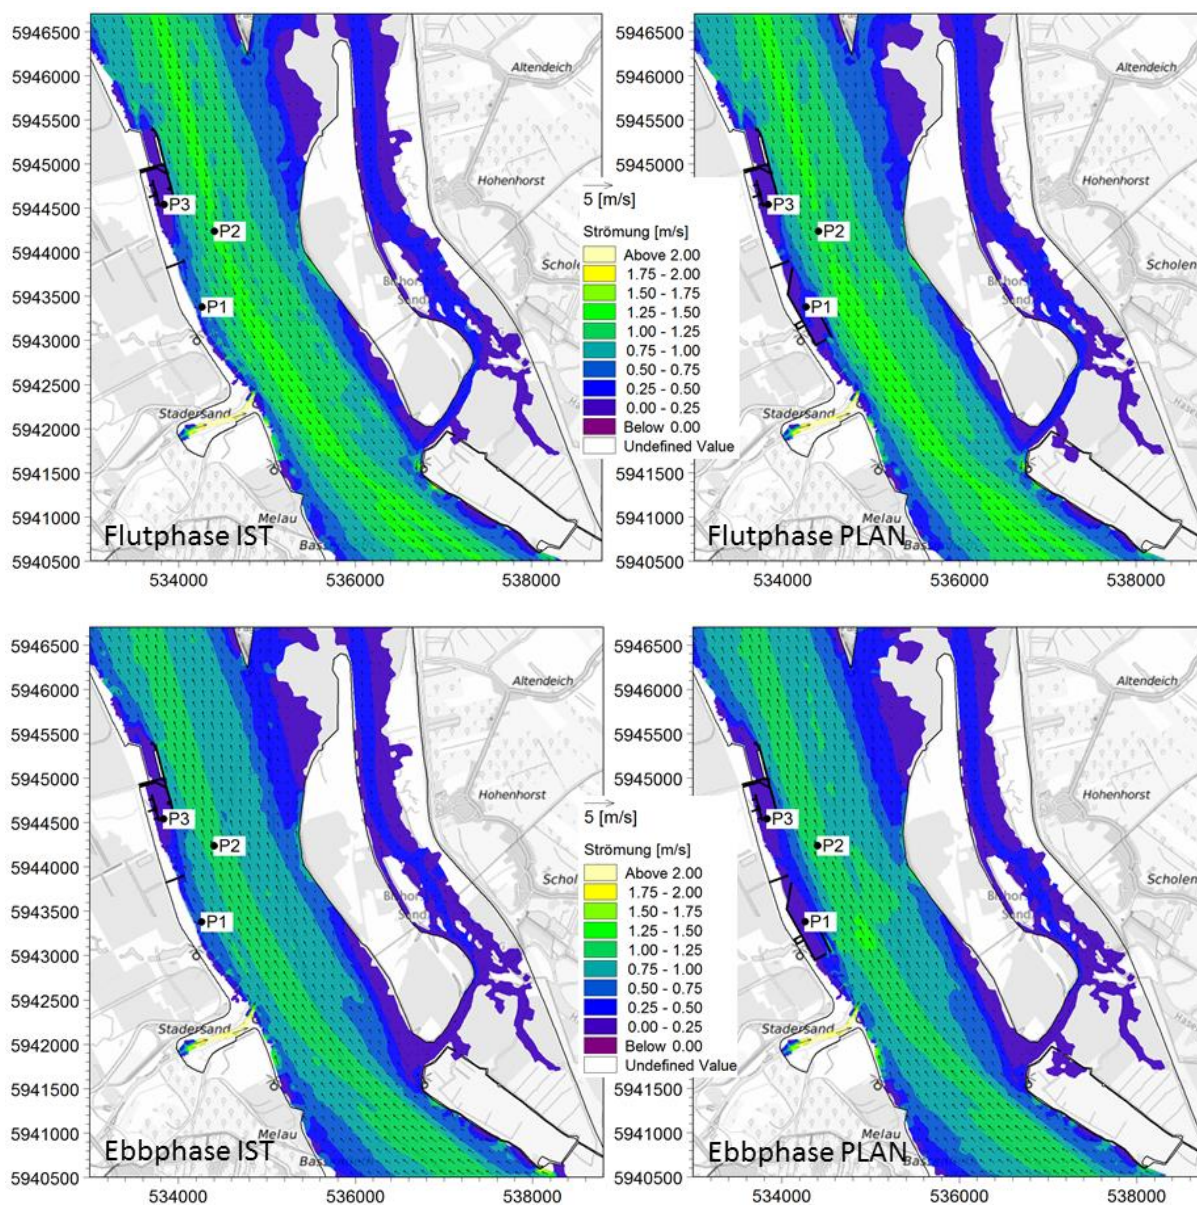 5946500
5946000
5945500
5945000
5944500
5944000
5943500
5943000
5942500
5942000
5941500
5941000
5940500
534000
536000
538000
Altendeich
Hohenhorst
P3
P2
P1
Stadersand
Melau
Flutphase IST
5 [m/s]
Strömung [m/s]
Above 2.00
1.75 - 2.00
1.50 - 1.75
1.25 - 1.50
1.00 - 1.25
0.75 - 1.00
0.50 - 0.75
0.25 - 0.50
0.00 - 0.25
Below 0.00
Undefined Value
5946500
5946000
5945500
5945000
5942000
5941500
5941000
5940500
534000
536000
538000
Altendeich
Hohenhorst
P3
P2
P1
Stadersand
Melau
Flutphase PLAN
5946500
5946000
5945500
5945000
5944500
5944000
5943500
5943000
5942500
5942000
5941500
5941000
5940500
534000
536000
538000
Altendeich
Hohenhorst
P3
P2
P1
Stadersand
Melau
Ebbphase IST
5 [m/s]
Strömung [m/s]
Above 2.00
1.75 - 2.00
1.50 - 1.75
1.25 - 1.50
1.00 - 1.25
0.75 - 1.00
0.50 - 0.75
0.25 - 0.50
0.00 - 0.25
Below 0.00
Undefined Value
5946500
5946000
5945500
5945000
5941500
5941000
5940500
534000
536000
538000
Altendeich
Hohenhorst
P3
P2
P1
Stadersand
Melau
Ebbphase PLAN